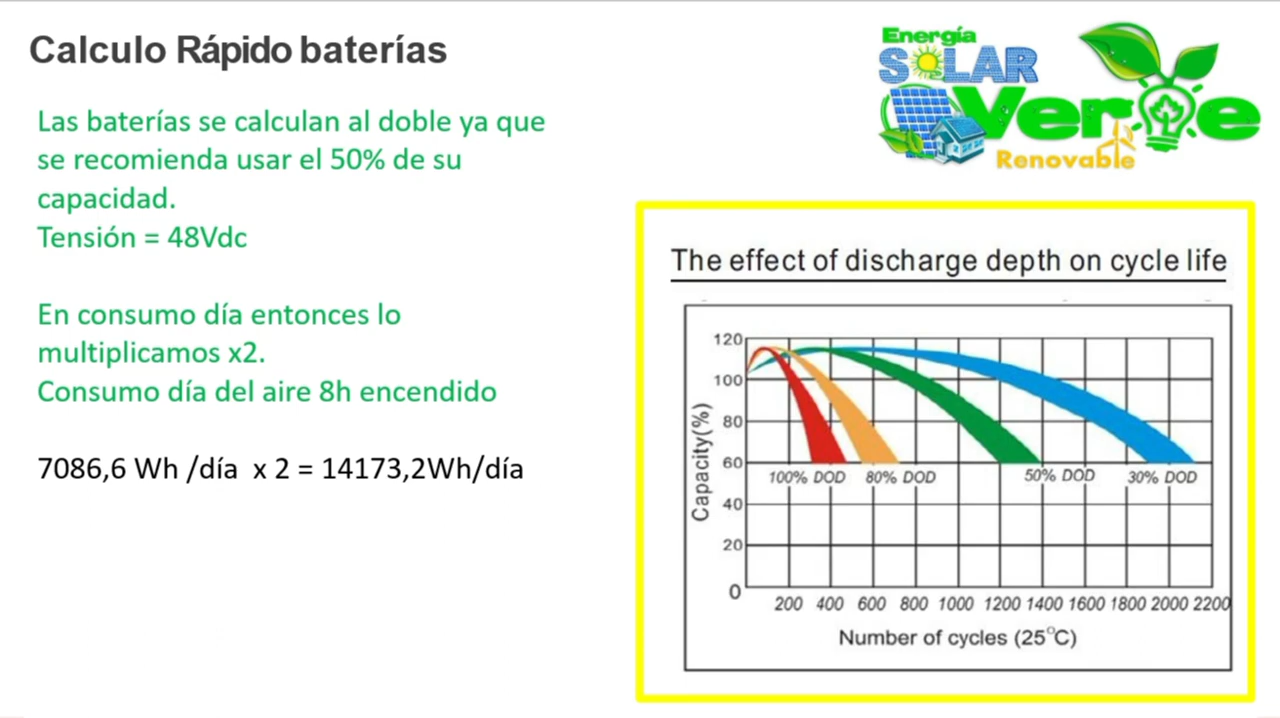 Calculo Rápido baterías
Energía
SOLAR
Verde
Renovable
Las baterías se calculan al doble ya que
se recomienda usar el 50% de su
capacidad.
Tensión = 48Vdc
En consumo día entonces lo
multiplicamos x2.
Consumo día del aire 8h encendido
7086,6 Wh /día x 2 = 14173,2Wh/día
The effect of discharge depth on cycle life
Capacity(%)
120
100
80
60
40
20
0
100% DOD 80% DOD 50% DOD 30% DOD
200 400 600 800 1000 1200 1400 1600 1800 2000 2200
Number of cycles (25°C)